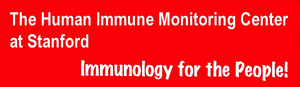 The Human Immune Monitoring Center
at Stanford
Immunology for the People!